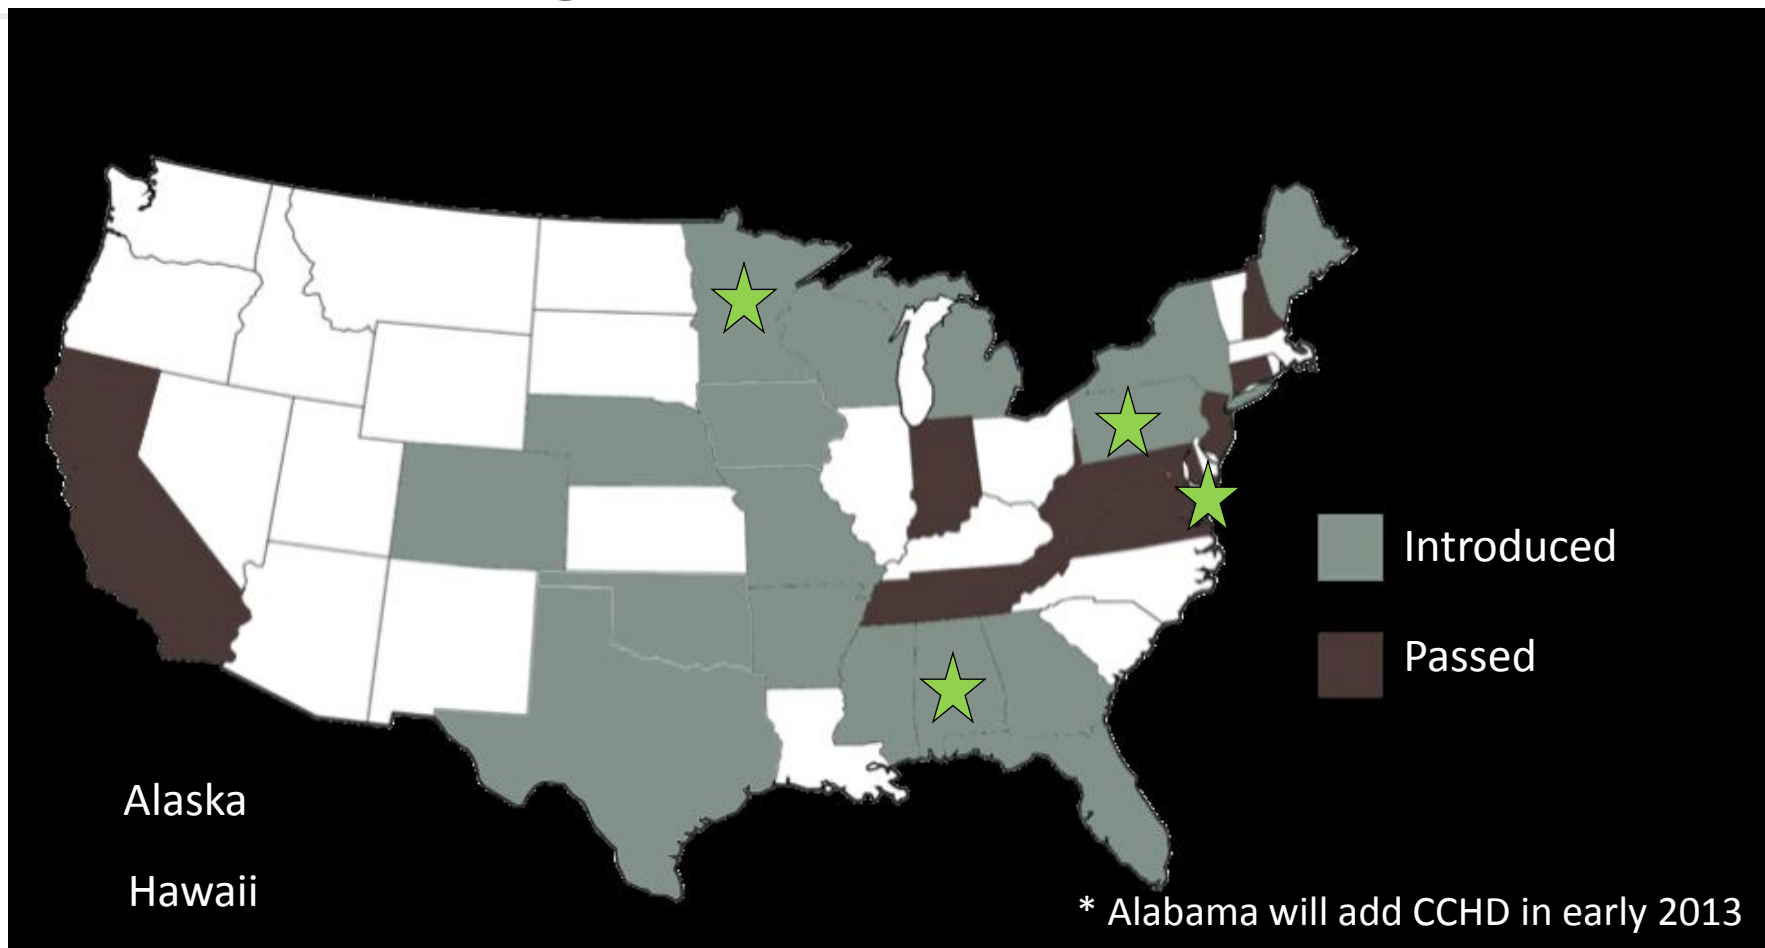 Introduced
Passed
Alaska
Hawaii
* Alabama will add CCHD in early 2013